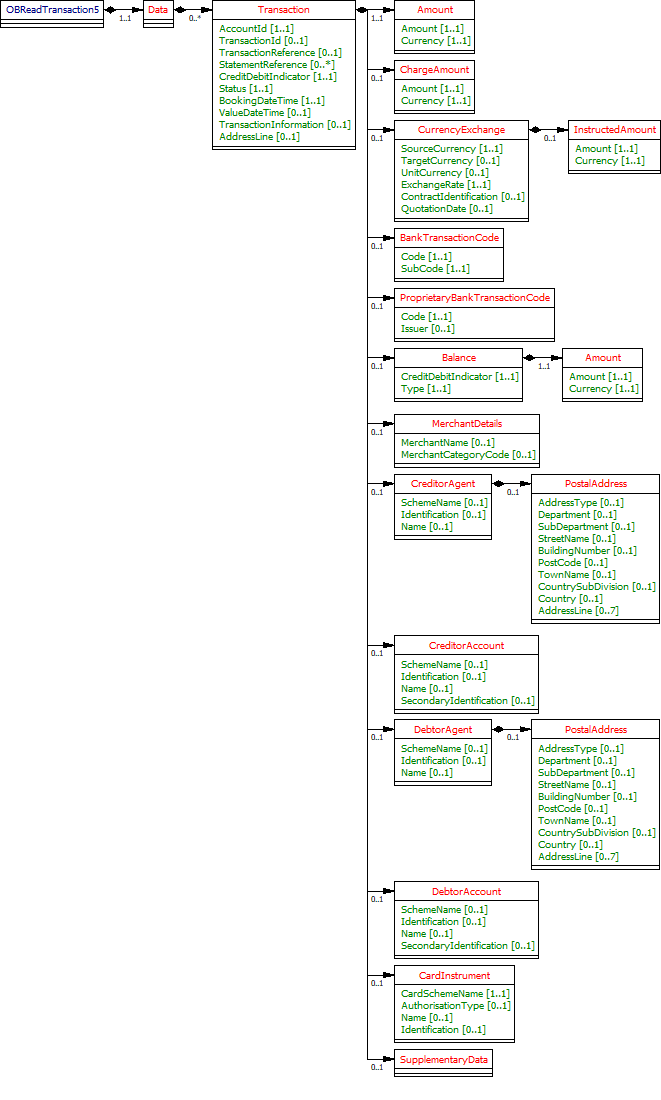 OBReadTransaction5
1..1
Data
0..*
Transaction
AccountId [1..1]
TransactionId [0..1]
TransactionReference [0..1]
StatementReference [0..*]
CreditDebitIndicator [1..1]
Status [1..1]
BookingDateTime [1..1]
ValueDateTime [0..1]
TransactionInformation [0..1]
AddressLine [0..1]
1..1
Amount
Amount [1..1]
Currency [1..1]
0..1
ChargeAmount
Amount [1..1]
Currency [1..1]
0..1
CurrencyExchange
SourceCurrency [1..1]
TargetCurrency [0..1]
UnitCurrency [0..1]
ExchangeRate [1..1]
ContractIdentification [0..1]
QuotationDate [0..1]
0..1
InstructedAmount
Amount [1..1]
Currency [1..1]
0..1
BankTransactionCode
Code [1..1]
SubCode [1..1]
0..1
ProprietaryBankTransactionCode
Code [1..1]
Issuer [0..1]
0..1
Balance
CreditDebitIndicator [1..1]
Type [1..1]
1..1
Amount
Amount [1..1]
Currency [1..1]
0..1
MerchantDetails
MerchantName [0..1]
MerchantCategoryCode [0..1]
0..1
CreditorAgent
SchemeName [0..1]
Identification [0..1]
Name [0..1]
0..1
PostalAddress
AddressType [0..1]
Department [0..1]
SubDepartment [0..1]
StreetName [0..1]
BuildingNumber [0..1]
PostCode [0..1]
TownName [0..1]
CountrySubDivision [0..1]
Country [0..1]
AddressLine [0..7]
0..1
CreditorAccount
SchemeName [0..1]
Identification [0..1]
Name [0..1]
SecondaryIdentification [0..1]
0..1
DebtorAgent
SchemeName [0..1]
Identification [0..1]
Name [0..1]
0..1
PostalAddress
AddressType [0..1]
Department [0..1]
SubDepartment [0..1]
StreetName [0..1]
BuildingNumber [0..1]
PostCode [0..1]
TownName [0..1]
CountrySubDivision [0..1]
Country [0..1]
AddressLine [0..7]
0..1
DebtorAccount
SchemeName [0..1]
Identification [0..1]
Name [0..1]
SecondaryIdentification [0..1]
0..1
CardInstrument
CardSchemeName [1..1]
AuthorisationType [0..1]
Name [0..1]
Identification [0..1]
0..1
SupplementaryData